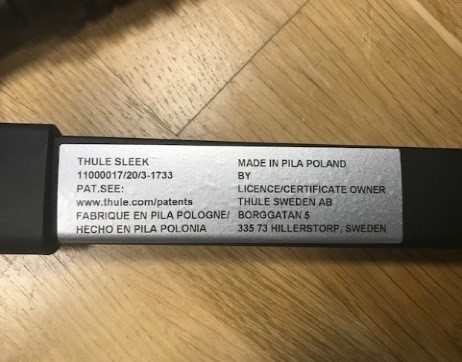 THULE SLEEK
11000017/20/3-1733
PAT.SEE:
www.thule.com/patents
FABRIQUE EN PILA POLOGNE/
HECHO EN PILA POLONIA
MADE IN PILA POLAND
BY
LICENCE/CERTIFICATE OWNER
THULE SWEDEN AB
BORGGATAN 5
335 73 HILLERSTORP, SWEDEN